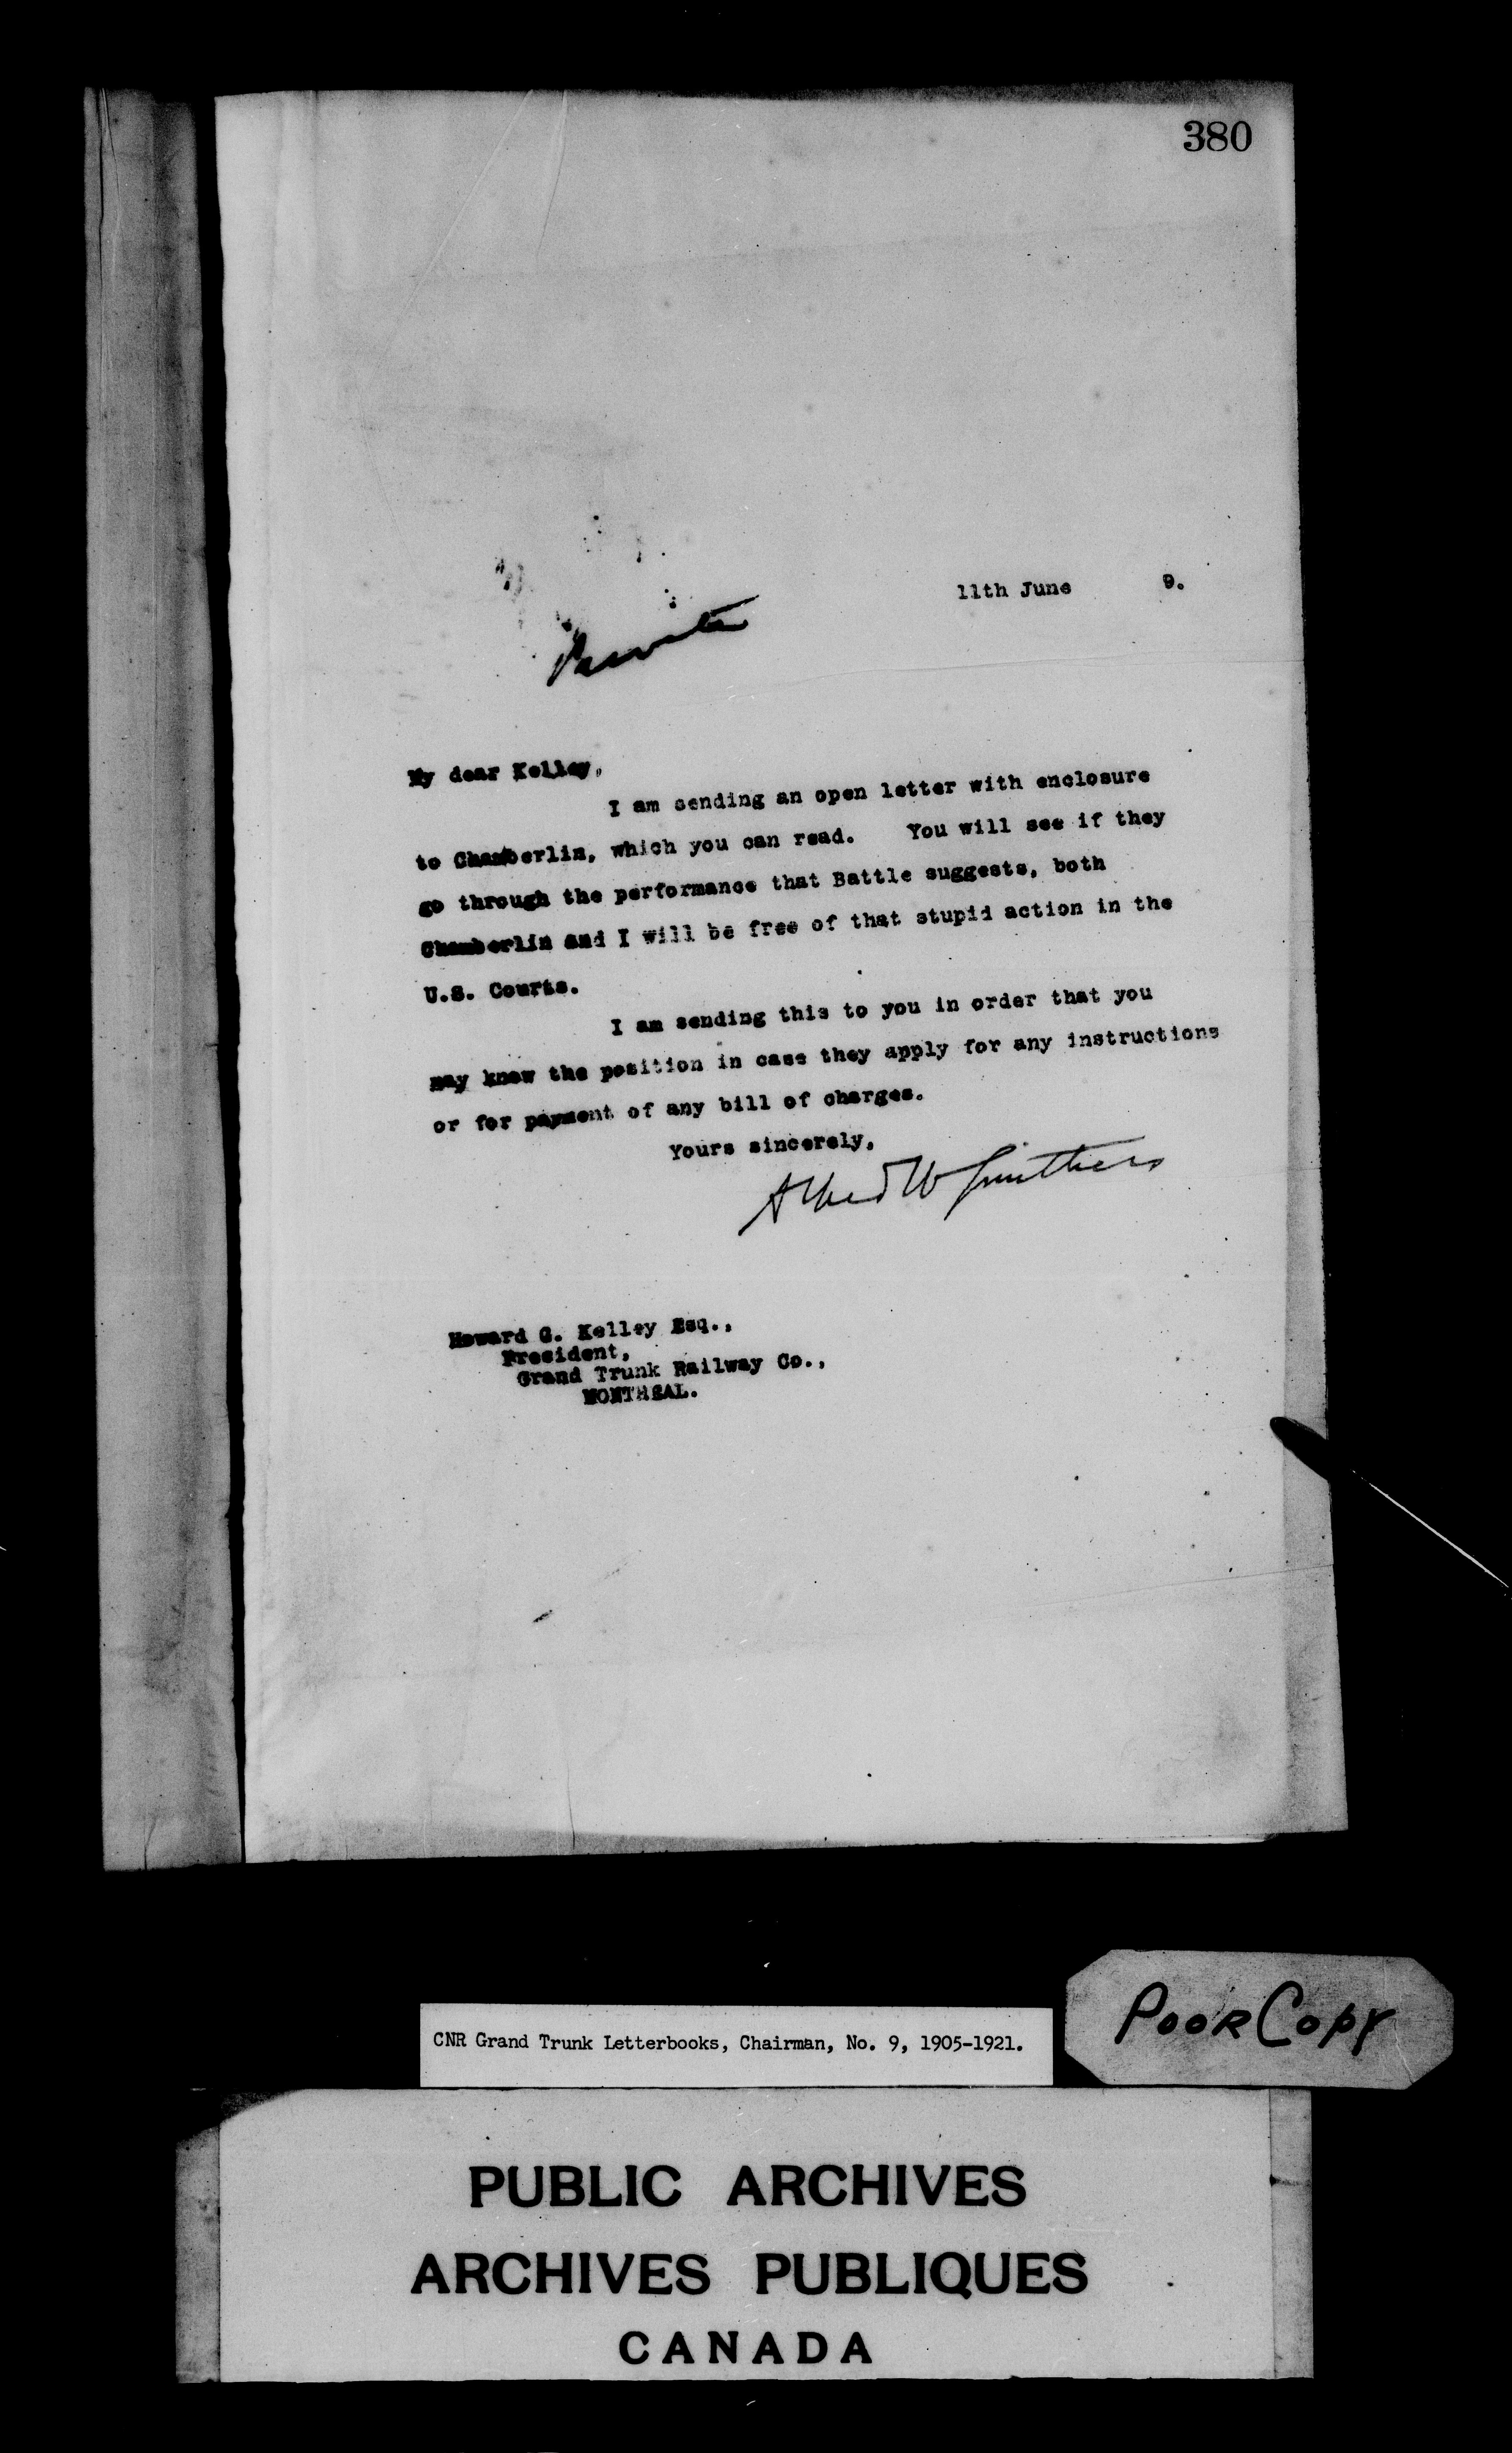 380
11th June 9.
Private
My dear Kelley,
I am sending an open letter with enclosure
to Chamberlin, which you can read. You will see if they
go through the performance that Battle suggests, both
Chamberlin and I will be free of that stupid action in the
U.S. Courts.
I am sending this to you in order that you
may know the position in case they apply for any instructions
or for payment of any bill of charges.
Yours sincerely,
Alfred W Smithers
Howard G. Kelley Esq.,
President,
Grand Trunk Railway Co.,
MONTREAL.
CNR Grand Trunk Letterbooks, Chairman, No. 9, 1905-1921.
POOR COPY
PUBLIC ARCHIVES
ARCHIVES PUBLIQUES
CANADA